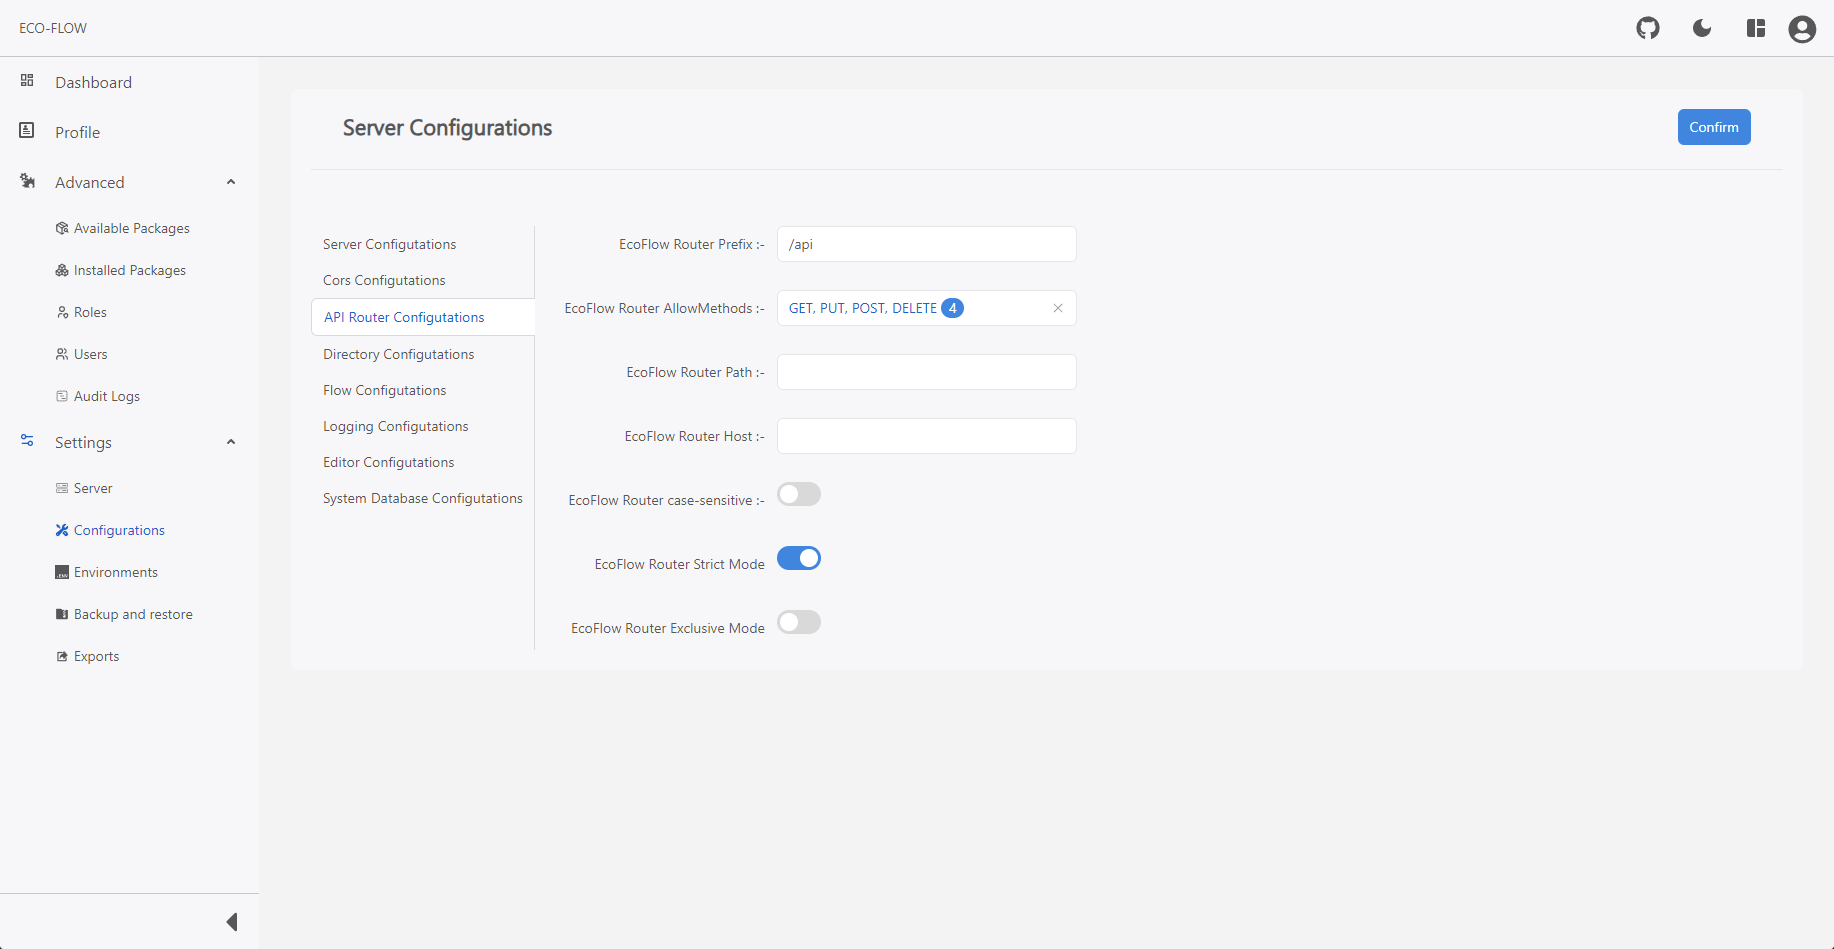 ECO-FLOW
Dashboard
Profile
Advanced
Available Packages
Installed Packages
Roles
Users
Audit Logs
Settings
Server
Configurations
.ENV Environments
Backup and restore
Exports
Server Configurations
Confirm
Server Configutations
Cors Configutations
API Router Configutations
Directory Configutations
Flow Configutations
Logging Configutations
Editor Configutations
System Database Configutations
EcoFlow Router Prefix :- /api
EcoFlow Router AllowMethods :- GET, PUT, POST, DELETE 4
EcoFlow Router Path :-
EcoFlow Router Host :-
EcoFlow Router case-sensitive :-
EcoFlow Router Strict Mode
EcoFlow Router Exclusive Mode